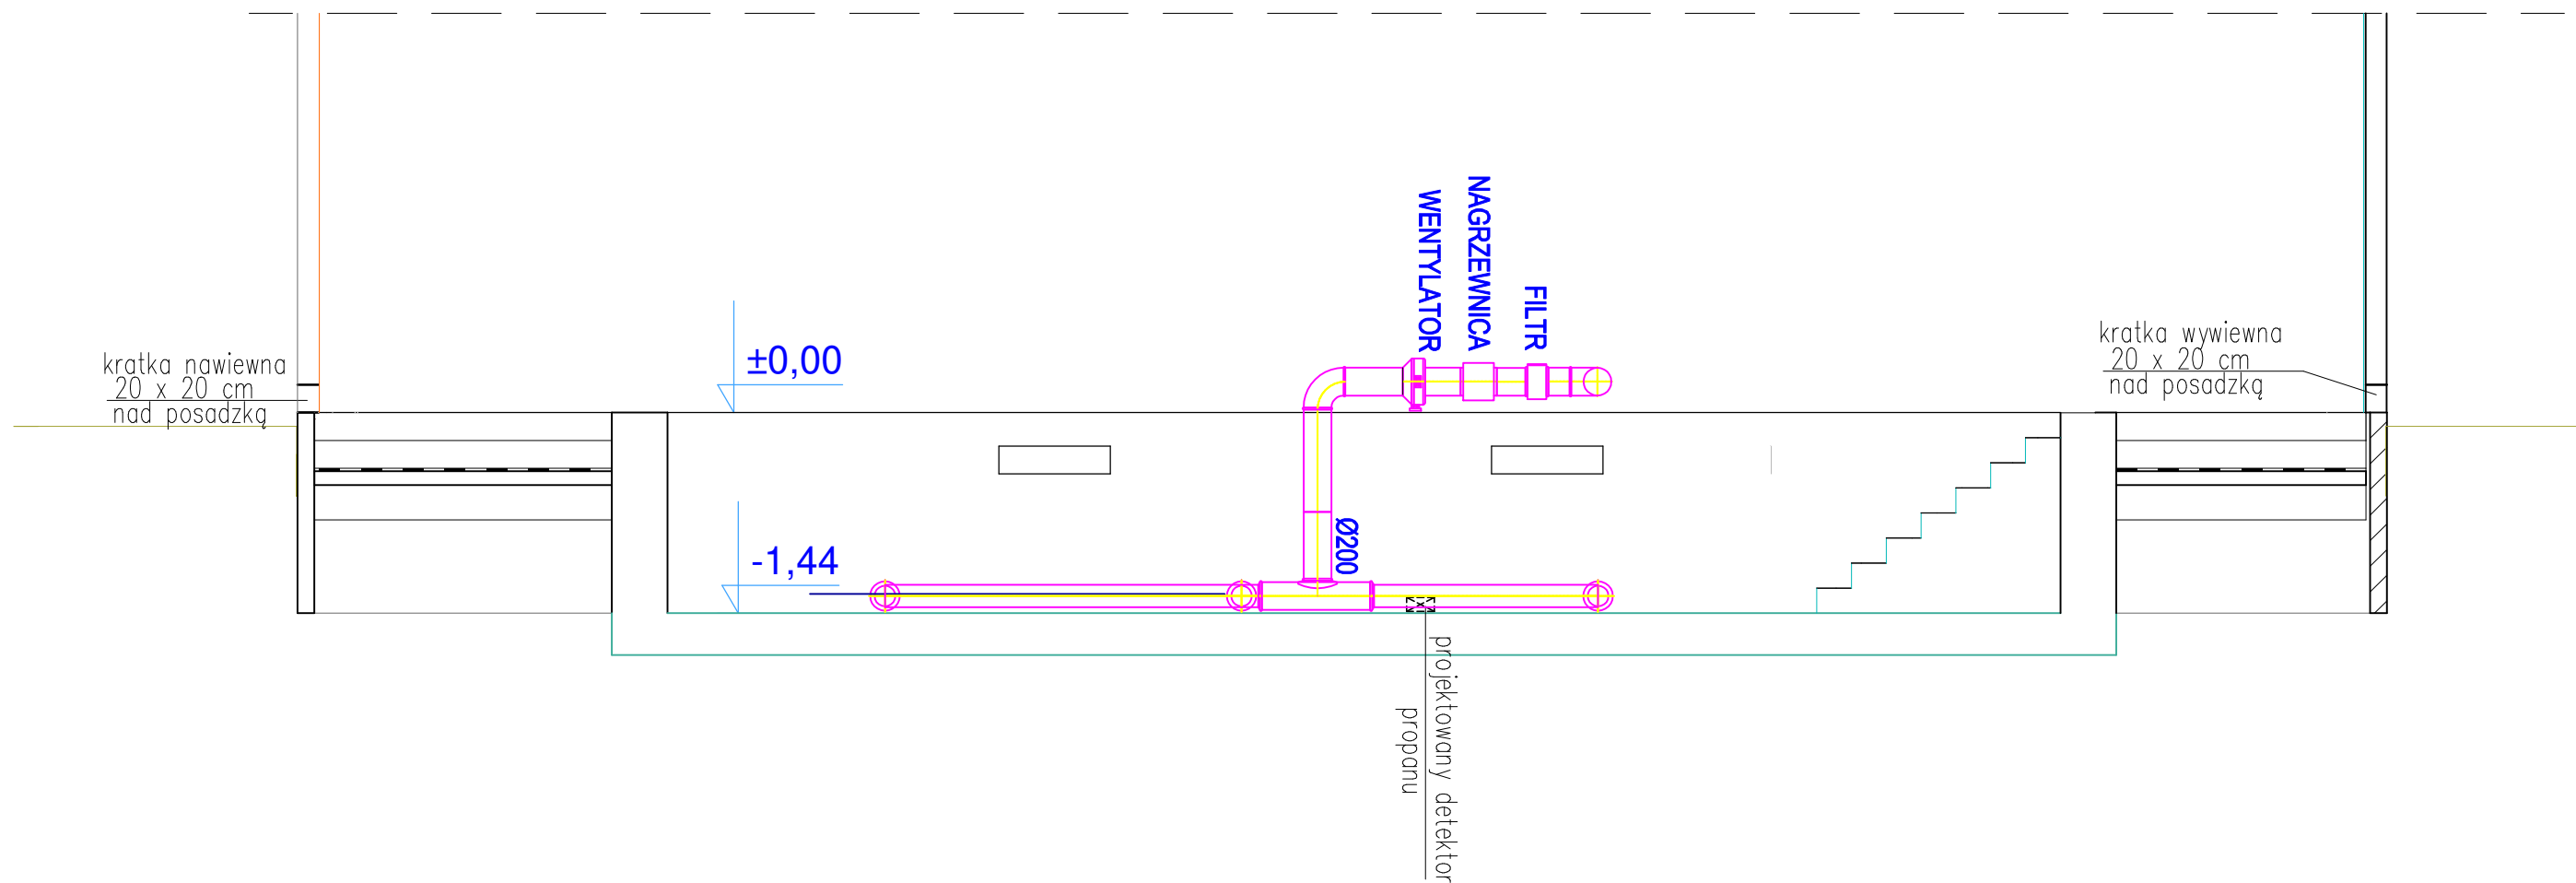 WENTYLATOR
NAGRZEWNICA
FILTR
kratka nawiewna
20 x 20 cm
nad posadzką
±0,00
kratka wywiewna
20 x 20 cm
nad posadzką
-1,44
Ø200
projektowany detektor
propanu